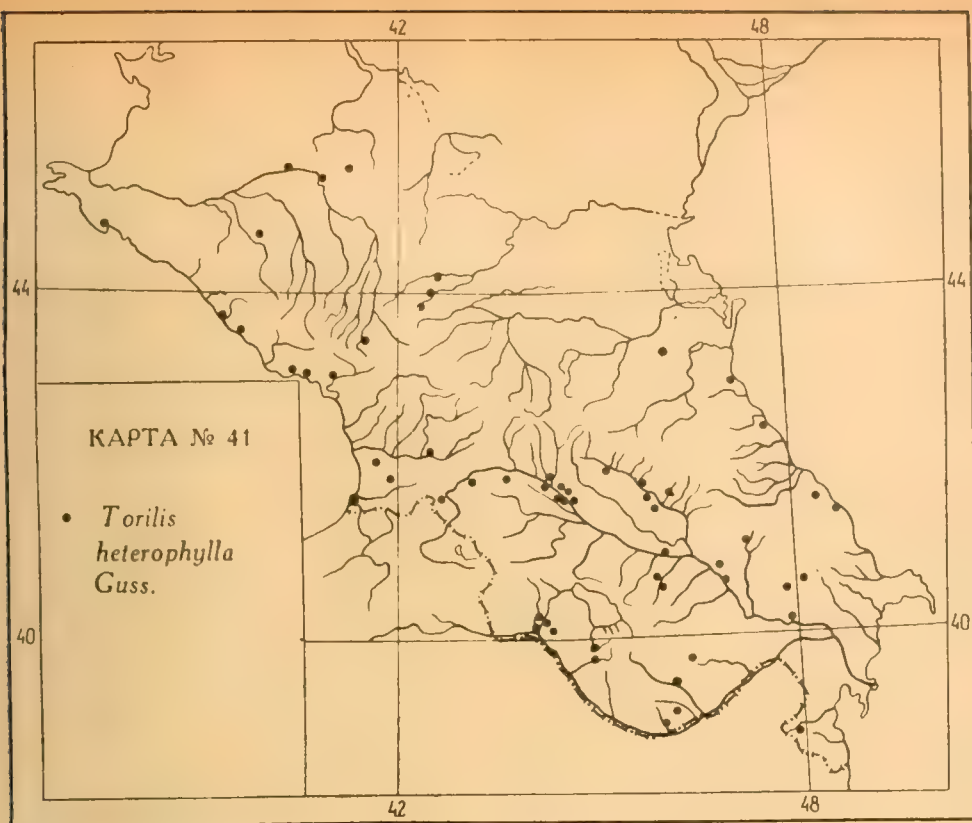 42 48
44 44
КАРТА № 41
Torilis
heterophylla
Guss.
40 40
42 48